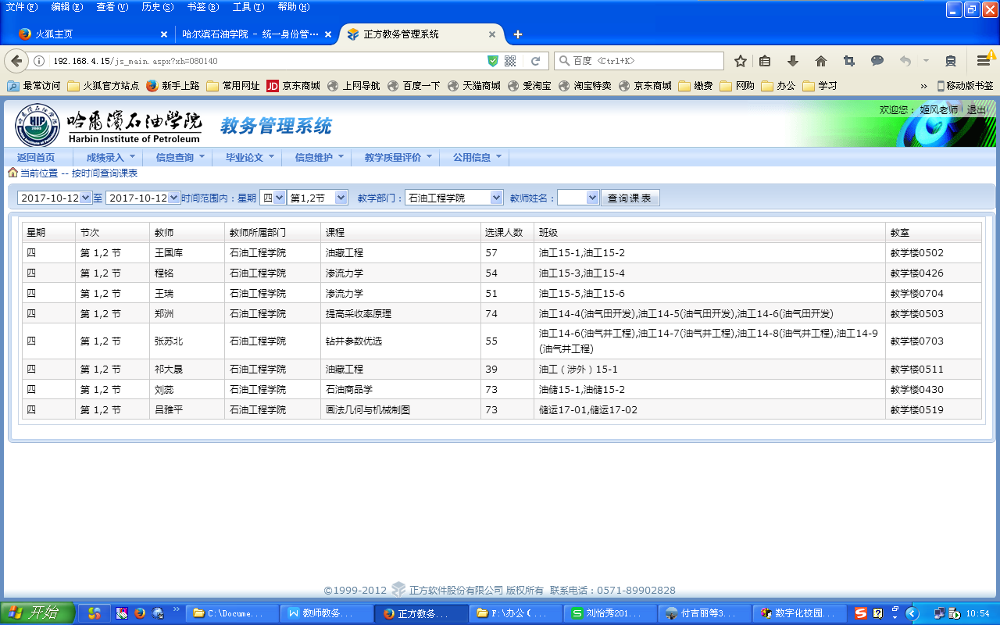 文件(F) 编辑(E) 查看(V) 历史(S) 书签(B) 工具(T) 帮助(H)
火狐主页 哈尔滨石油学院 - 统一身份管… 正方教务管理系统
192.168.4.15/js_main.aspx?xh=080140 百度 <Ctrl+K>
最常访问 火狐官方站点 新手上路 常用网址 JD 京东商城 上网导航 百度一下 天猫商城 爱淘宝 淘宝特卖 京东商城 缴费 网购 办公 学习 » 移动版书签
HIP 哈尔滨石油学院 教务管理系统 欢迎您: 姬风老师 退出
Harbin Institute of Petroleum
返回首页 成绩录入 信息查询 毕业论文 信息维护 教学质量评价 公用信息
当前位置 -- 按时间查询课表
2017-10-12 至 2017-10-12 时间范围内:星期 四 第1,2节 教学部门: 石油工程学院 教师姓名: 查询课表
星期 节次 教师 教师所属部门 课程 选课人数 班级 教室
四 第 1,2 节 王国库 石油工程学院 油藏工程 57 油工15-1,油工15-2 教学楼0502
四 第 1,2 节 程铭 石油工程学院 渗流力学 54 油工15-3,油工15-4 教学楼0426
四 第 1,2 节 王瑞 石油工程学院 渗流力学 51 油工15-5,油工15-6 教学楼0704
四 第 1,2 节 郑洲 石油工程学院 提高采收率原理 74 油工14-4(油气田开发),油工14-5(油气田开发),油工14-6(油气田开发) 教学楼0503
四 第 1,2 节 张苏北 石油工程学院 钻井参数优选 55 油工14-6(油气井工程),油工14-7(油气井工程),油工14-8(油气井工程),油工14-9
(油气井工程) 教学楼0703
四 第 1,2 节 祁大晟 石油工程学院 油藏工程 39 油工（涉外）15-1 教学楼0511
四 第 1,2 节 刘蕊 石油工程学院 石油商品学 73 油储15-1,油储15-2 教学楼0430
四 第 1,2 节 吕雅平 石油工程学院 画法几何与机械制图 73 储运17-01,储运17-02 教学楼0519
©1999-2012 正方软件股份有限公司 版权所有 联系电话：0571-89902828
开始 » C:\Docume... 教师教务... 正方教务... F:\办公(... 刘怡秀201... 付吉丽等3... 数字化校园... 10:54